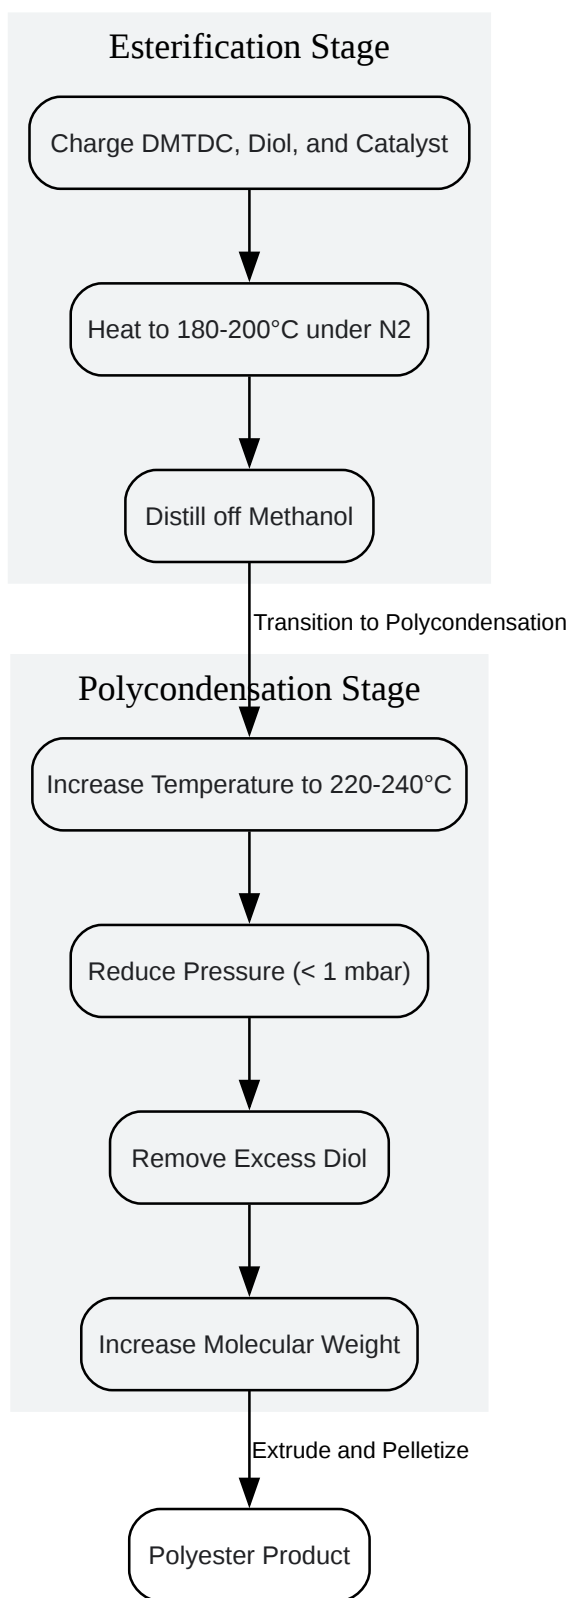 Esterification Stage
Charge DMTDC, Diol, and Catalyst
Heat to 180-200°C under N2
Distill off Methanol
Transition to Polycondensation
Polycondensation Stage
Increase Temperature to 220-240°C
Reduce Pressure (< 1 mbar)
Remove Excess Diol
Increase Molecular Weight
Extrude and Pelletize
Polyester Product